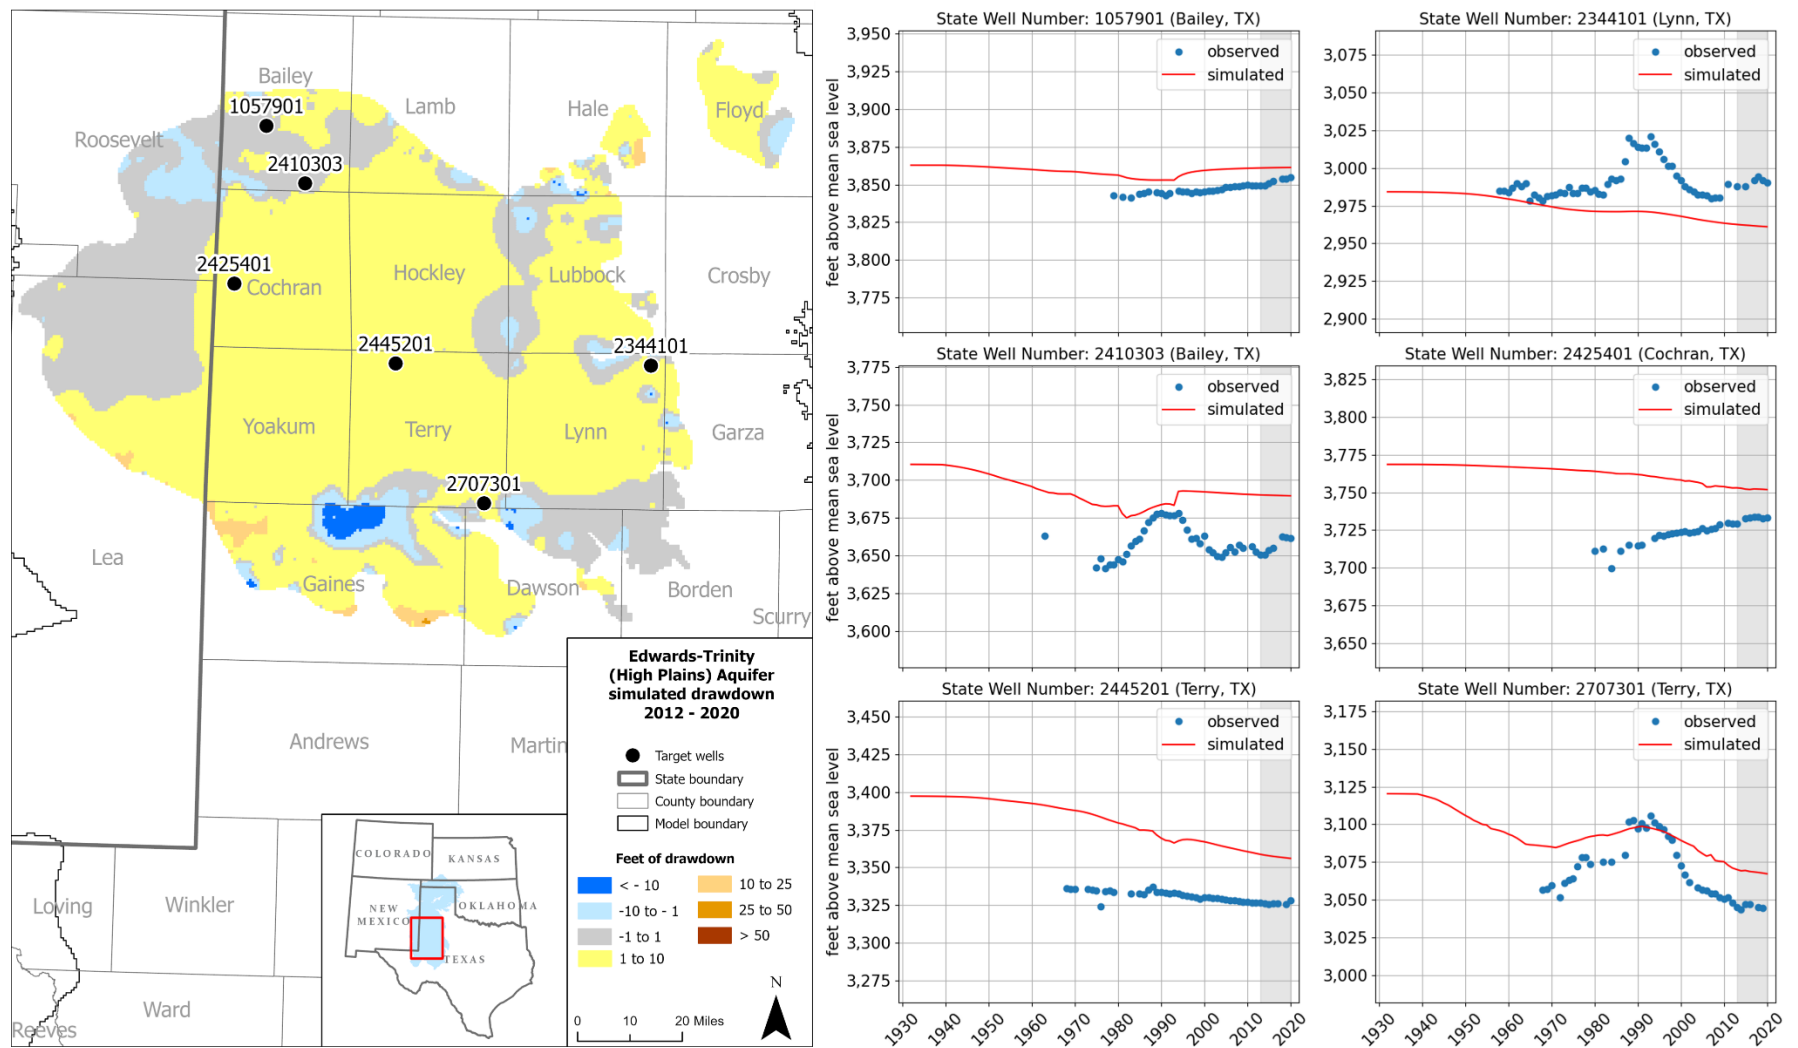 Bailey
1057901
Lamb
Hale
Floyd
Roosevelt
2410303
2425401
Cochran
Hockley
Lubbock
Crosby
2445201
2344101
Yoakum
Terry
Lynn
Garza
2707301
Lea
Gaines
Dawson
Borden
Scurry
Andrews
Martin
Loving
Winkler
Ward
Reeves
Edwards-Trinity
(High Plains) Aquifer
simulated drawdown
2012 - 2020
Target wells
State boundary
County boundary
Model boundary
Feet of drawdown
< - 10
-10 to - 1
-1 to 1
1 to 10
10 to 25
25 to 50
> 50
N
0 10 20 Miles
COLORADO
KANSAS
NEW
MEXICO
OKLAHOMA
TEXAS
State Well Number: 1057901 (Bailey, TX)
observed
simulated
feet above mean sea level
3,950
3,925
3,900
3,875
3,850
3,825
3,800
3,775
State Well Number: 2344101 (Lynn, TX)
observed
simulated
3,075
3,050
3,025
3,000
2,975
2,950
2,925
2,900
State Well Number: 2410303 (Bailey, TX)
observed
simulated
feet above mean sea level
3,775
3,750
3,725
3,700
3,675
3,650
3,625
3,600
State Well Number: 2425401 (Cochran, TX)
observed
simulated
3,825
3,800
3,775
3,750
3,725
3,700
3,675
3,650
State Well Number: 2445201 (Terry, TX)
observed
simulated
feet above mean sea level
3,450
3,425
3,400
3,375
3,350
3,325
3,300
3,275
1930 1940 1950 1960 1970 1980 1990 2000 2010 2020
State Well Number: 2707301 (Terry, TX)
observed
simulated
3,175
3,150
3,125
3,100
3,075
3,050
3,025
3,000
1930 1940 1950 1960 1970 1980 1990 2000 2010 2020